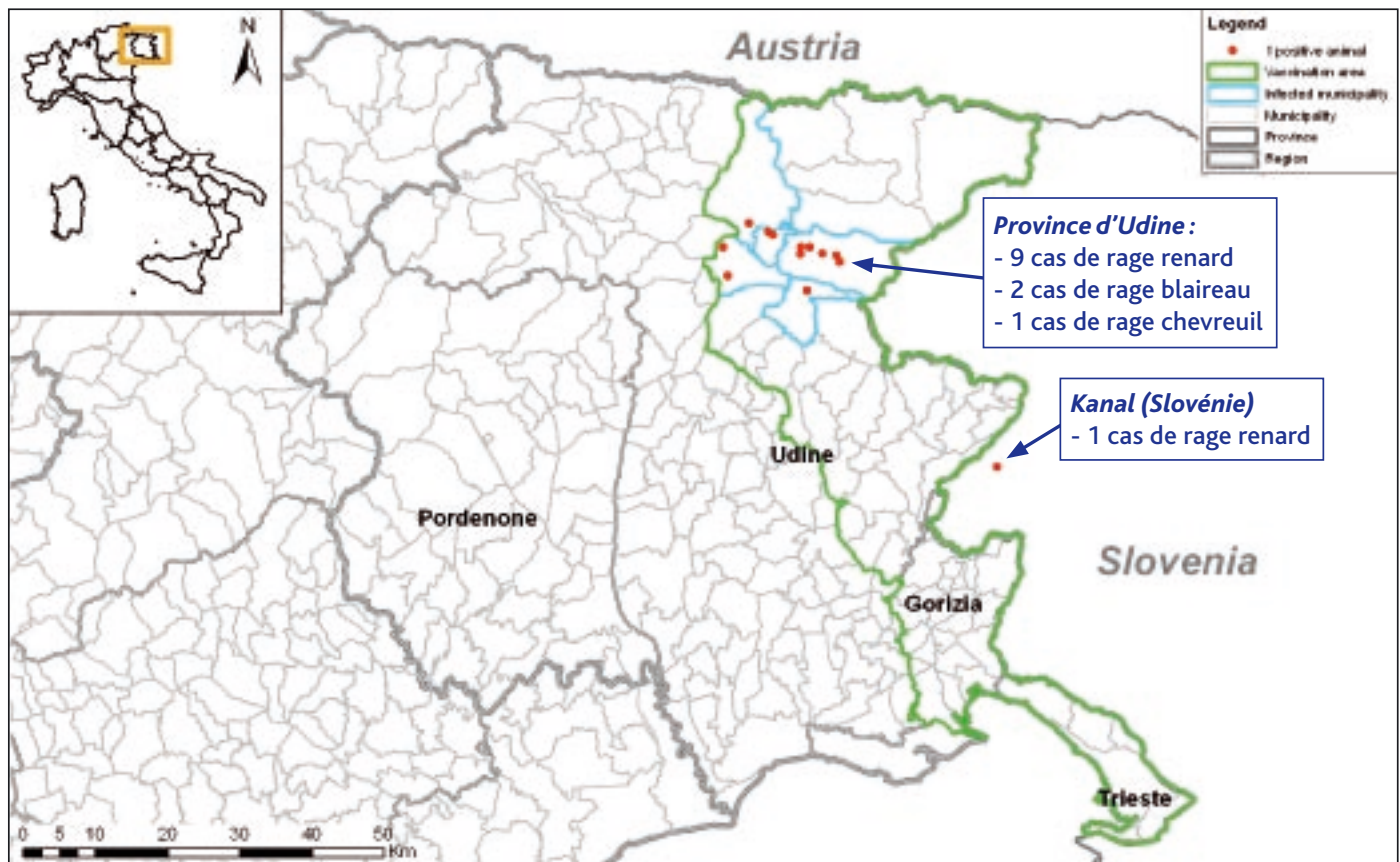 N
Austria
Legend
1 positive animal
Vaccination area
Infected municipality
Municipality
Province
Region
Province d'Udine :
- 9 cas de rage renard
- 2 cas de rage blaireau
- 1 cas de rage chevreuil
Kanal (Slovénie)
- 1 cas de rage renard
Udine
Pordenone
Slovenia
Gorizia
Trieste
0 5 10 20 30 40 50
Km